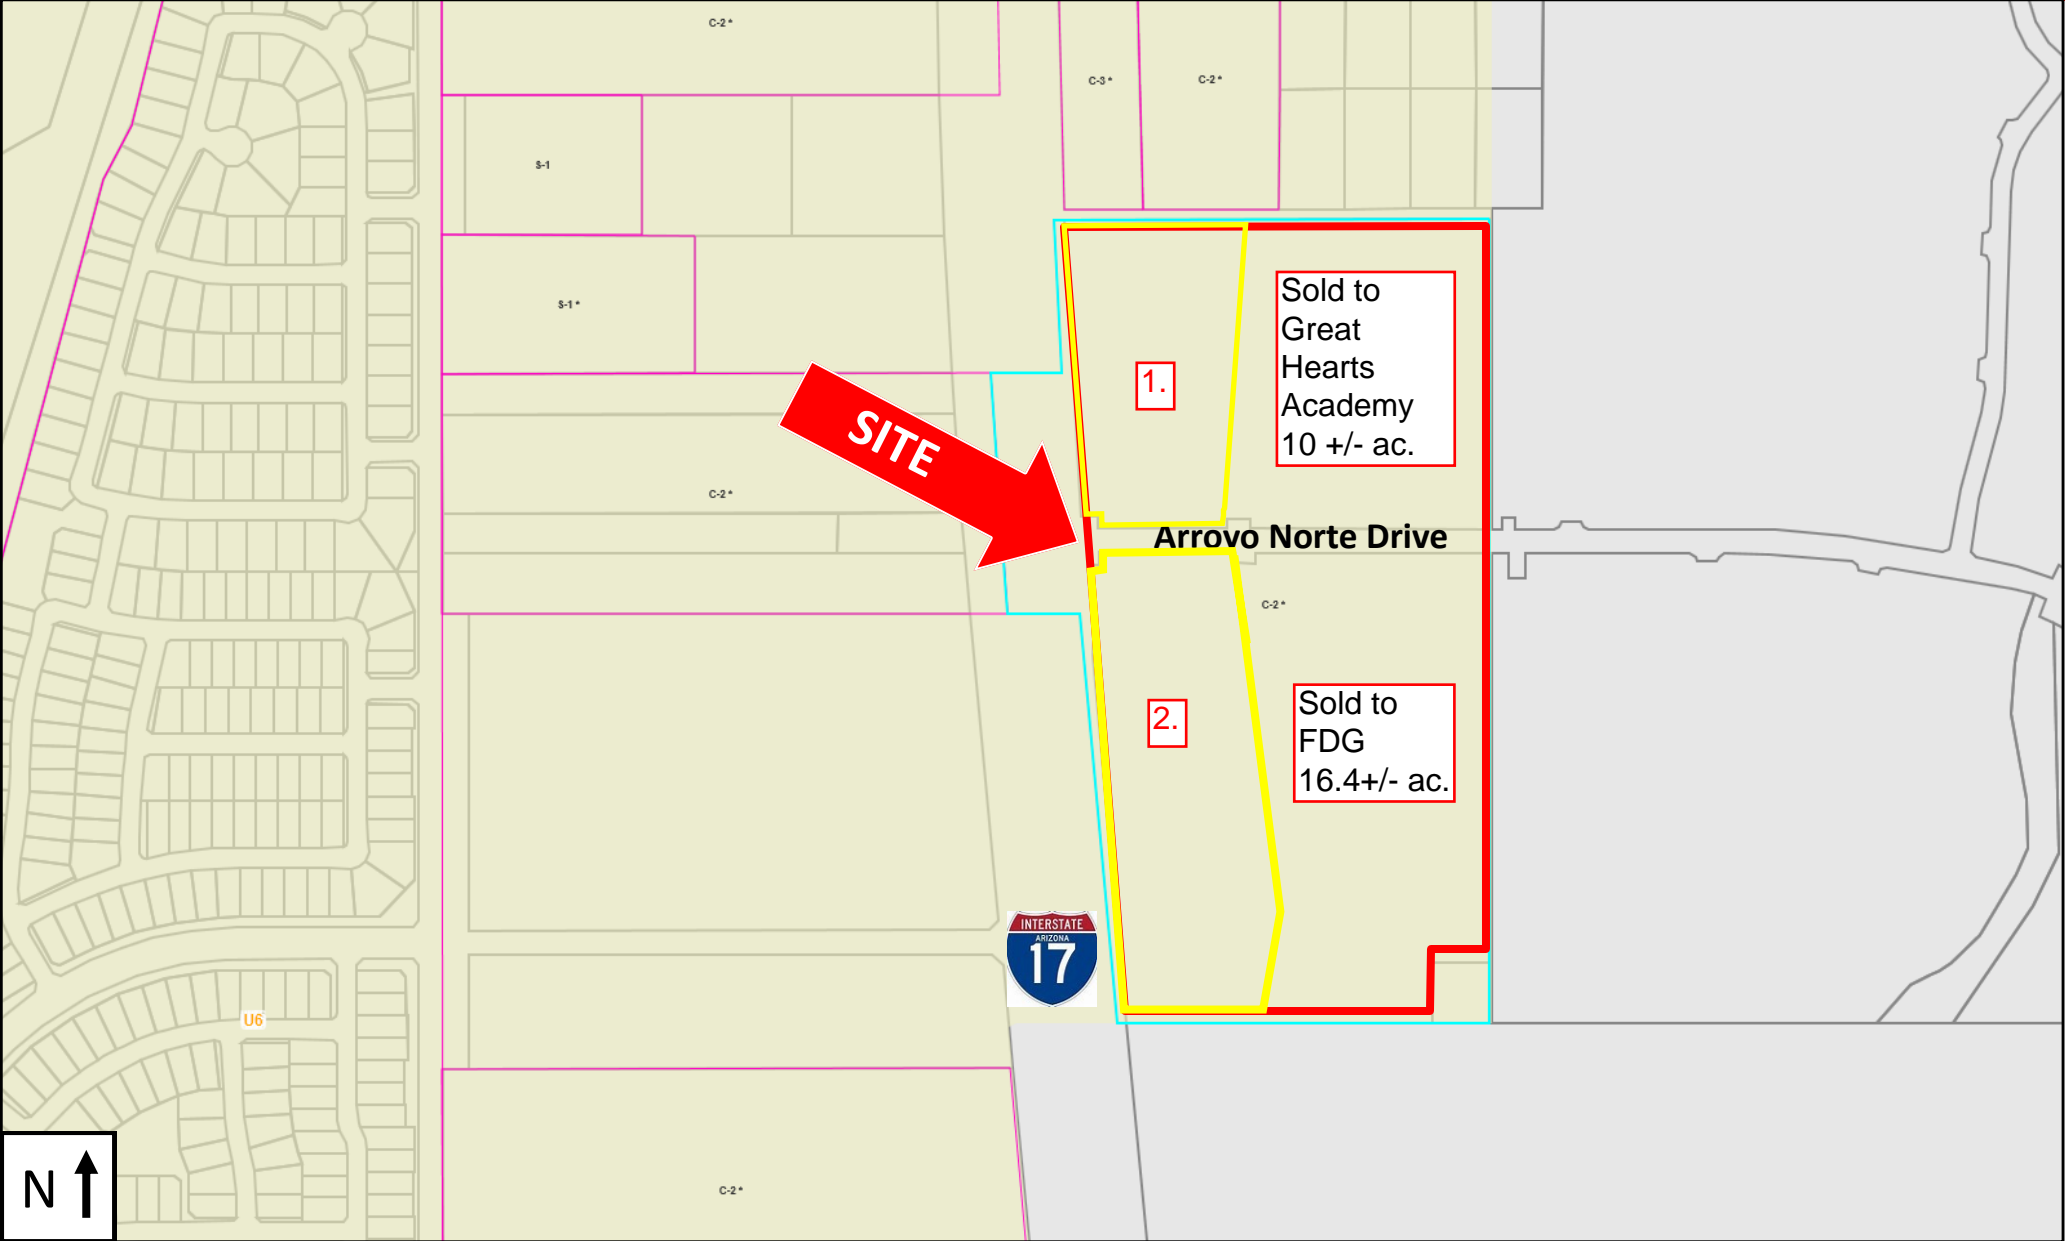 C-2*
C-3*
C-2*
S-1
S-1*
Sold to
Great
Hearts
Academy
10 +/- ac.
1.
SITE
C-2*
Arroyo Norte Drive
C-2*
2.
Sold to
FDG
16.4+/- ac.
INTERSTATE
ARIZONA
17
U6
N
C-2*